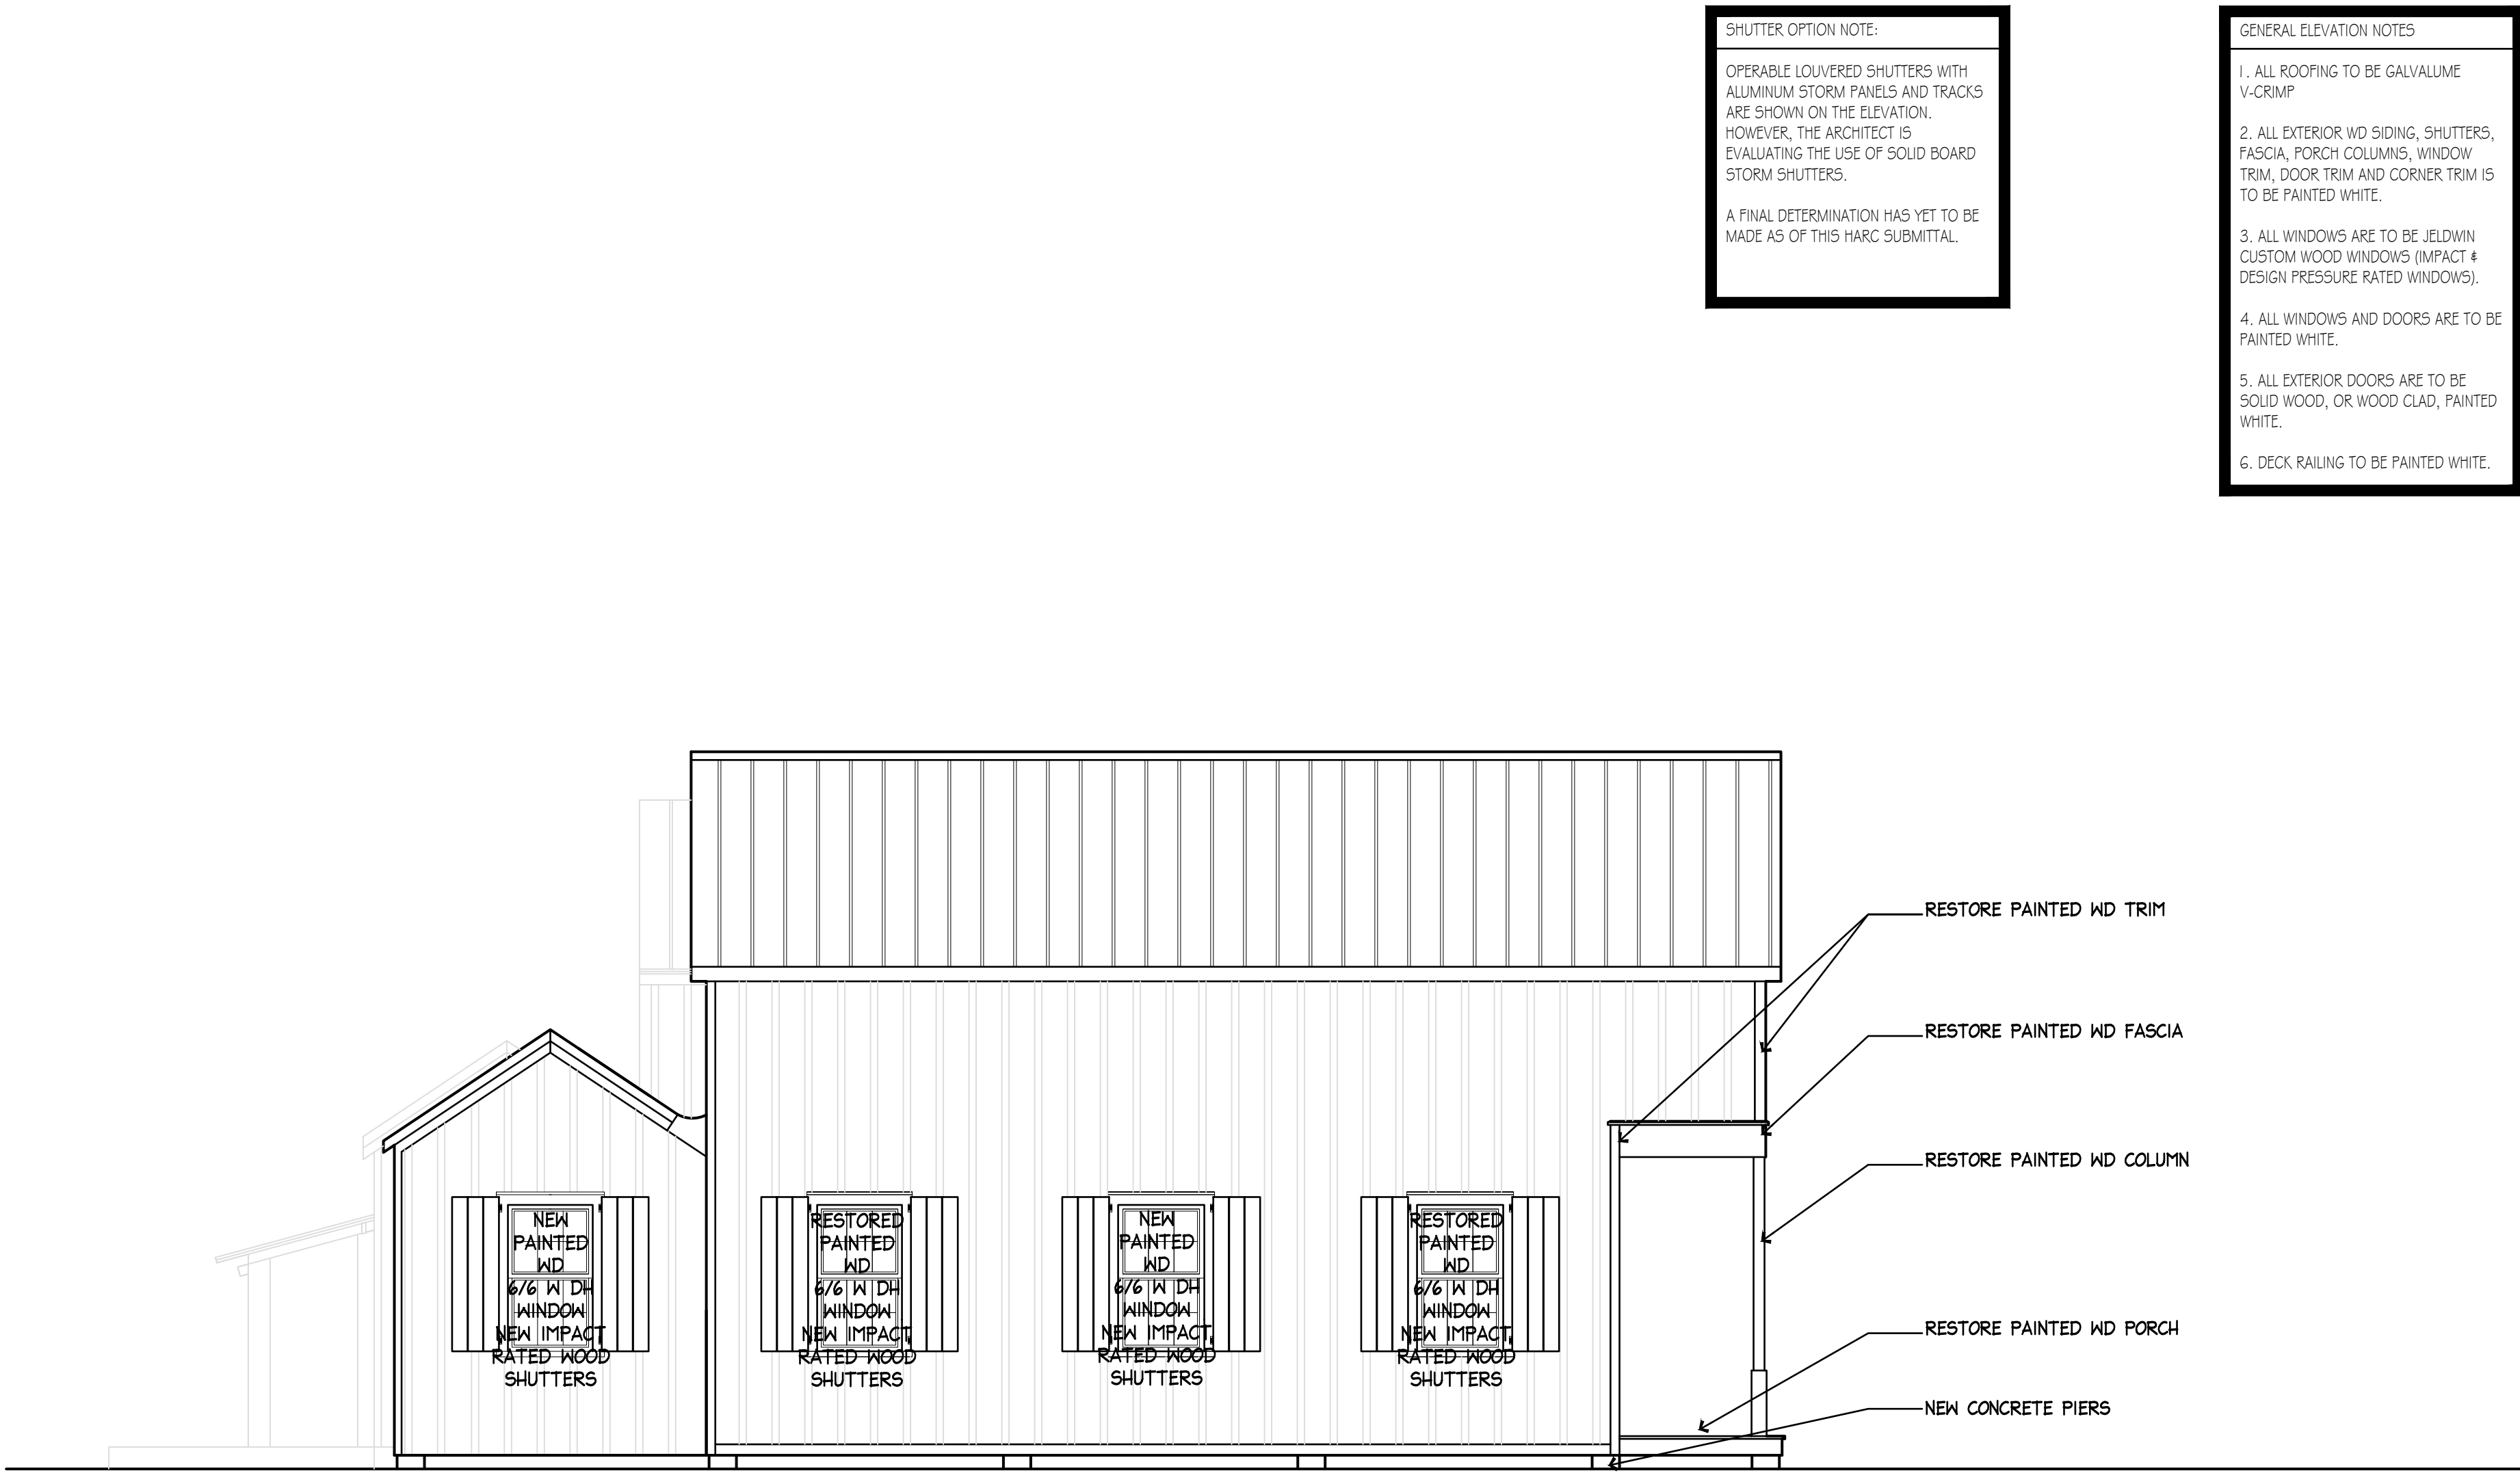 SHUTTER OPTION NOTE:
OPERABLE LOUVERED SHUTTERS WITH
ALUMINUM STORM PANELS AND TRACKS
ARE SHOWN ON THE ELEVATION.
HOWEVER, THE ARCHITECT IS
EVALUATING THE USE OF SOLID BOARD
STORM SHUTTERS.
A FINAL DETERMINATION HAS YET TO BE
MADE AS OF THIS HARC SUBMITTAL.
GENERAL ELEVATION NOTES
1. ALL ROOFING TO BE GALVALUME
V-CRIMP
2. ALL EXTERIOR WD SIDING, SHUTTERS,
FASCIA, PORCH COLUMNS, WINDOW
TRIM, DOOR TRIM AND CORNER TRIM IS
TO BE PAINTED WHITE.
3. ALL WINDOWS ARE TO BE JELDWIN
CUSTOM WOOD WINDOWS (IMPACT &
DESIGN PRESSURE RATED WINDOWS).
4. ALL WINDOWS AND DOORS ARE TO BE
PAINTED WHITE.
5. ALL EXTERIOR DOORS ARE TO BE
SOLID WOOD, OR WOOD CLAD, PAINTED
WHITE.
6. DECK RAILING TO BE PAINTED WHITE.
RESTORE PAINTED WD TRIM
RESTORE PAINTED WD FASCIA
RESTORE PAINTED WD COLUMN
RESTORE PAINTED WD PORCH
NEW CONCRETE PIERS
NEW
PAINTED
WD
6/6 W DH
WINDOW
NEW IMPACT
RATED WOOD
SHUTTERS
RESTORED
PAINTED
WD
6/6 W DH
WINDOW
NEW IMPACT
RATED WOOD
SHUTTERS
NEW
PAINTED
WD
6/6 W DH
WINDOW
NEW IMPACT
RATED WOOD
SHUTTERS
RESTORED
PAINTED
WD
6/6 W DH
WINDOW
NEW IMPACT
RATED WOOD
SHUTTERS